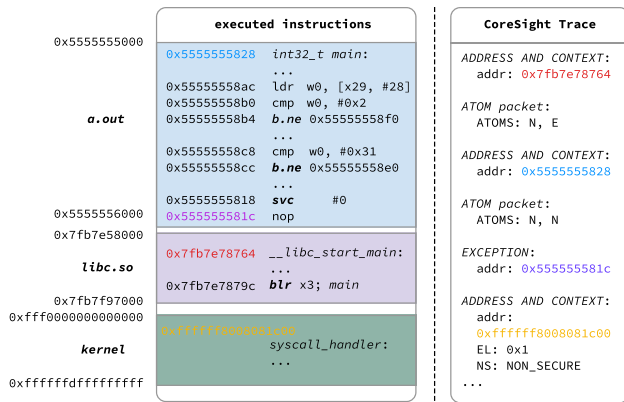 executed instructions
0x5555555000
0x5555555828 int32_t main:
...
0x55555558ac ldr w0, [x29, #28]
0x55555558b0 cmp w0, #0x2
a.out
0x55555558b4 b.ne 0x55555558f0
...
0x55555558c8 cmp w0, #0x31
0x55555558cc b.ne 0x55555558e0
...
0x5555555818 svc #0
0x5555556000
0x555555581c nop
0x7fb7e58000
0x7fb7e78764 __libc_start_main:
libc.so
...
0x7fb7e7879c blr x3; main
0x7fb7f97000
0xfff0000000000000
0xffffff8008081c00
kernel
syscall_handler:
...
0xffffffdfffffffff
CoreSight Trace
ADDRESS AND CONTEXT:
addr: 0x7fb7e78764
ATOM packet:
ATOMS: N, E
ADDRESS AND CONTEXT:
addr: 0x5555555828
ATOM packet:
ATOMS: N, N
EXCEPTION:
addr: 0x555555581c
ADDRESS AND CONTEXT:
addr:
0xffffff8008081c00
EL: 0x1
NS: NON_SECURE
...